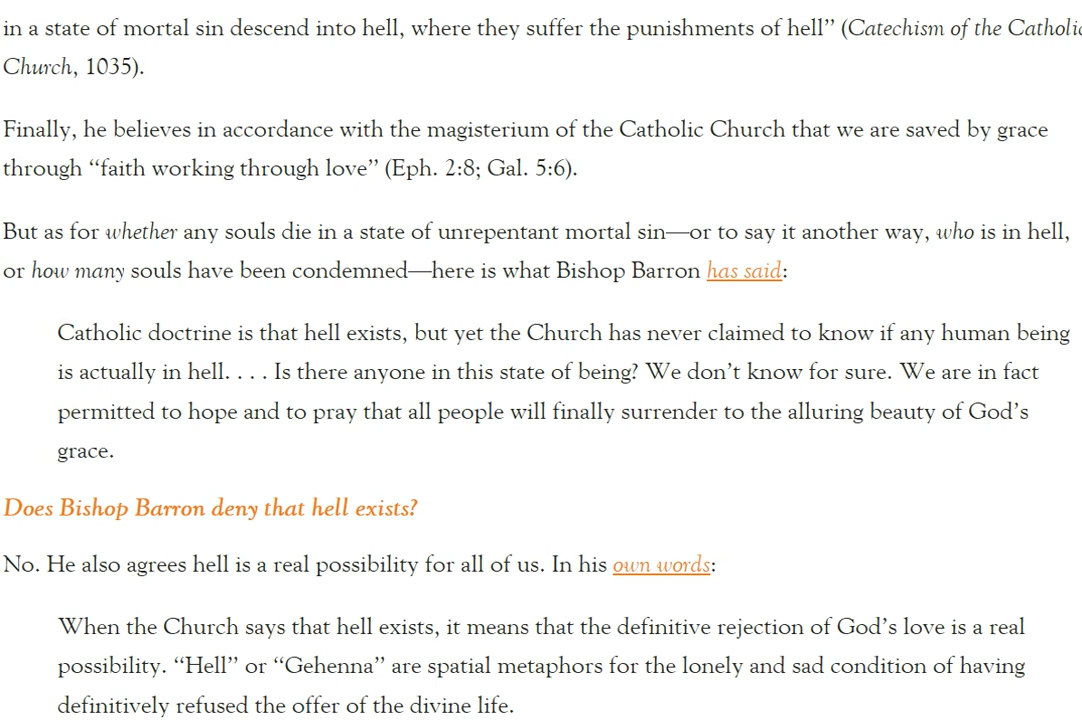 in a state of mortal sin descend into hell, where they suffer the punishments of hell” (Catechism of the Catholic
Church, 1035).
Finally, he believes in accordance with the magisterium of the Catholic Church that we are saved by grace
through “faith working through love” (Eph. 2:8; Gal. 5:6).
But as for whether any souls die in a state of unrepentant mortal sin—or to say it another way, who is in hell,
or how many souls have been condemned—here is what Bishop Barron has said:
Catholic doctrine is that hell exists, but yet the Church has never claimed to know if any human being
is actually in hell. . . . Is there anyone in this state of being? We don’t know for sure. We are in fact
permitted to hope and to pray that all people will finally surrender to the alluring beauty of God’s
grace.
Does Bishop Barron deny that hell exists?
No. He also agrees hell is a real possibility for all of us. In his own words:
When the Church says that hell exists, it means that the definitive rejection of God’s love is a real
possibility. “Hell” or “Gehenna” are spatial metaphors for the lonely and sad condition of having
definitively refused the offer of the divine life.